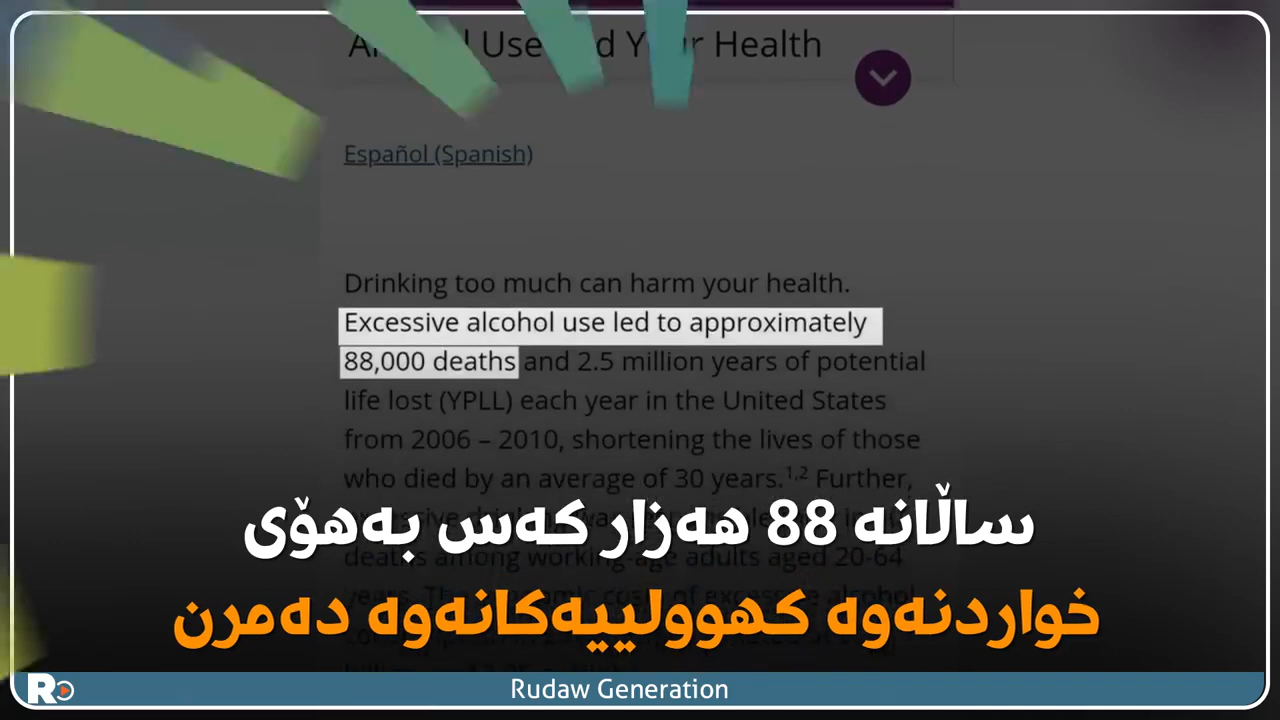 Use Your Health
Español (Spanish)
Drinking too much can harm your health.
Excessive alcohol use led to approximately
88,000 deaths and 2.5 million years of potential
life lost (YPLL) each year in the United States
from 2006 – 2010, shortening the lives of those
who died by an average of 30 years.1,2 Further,
ساڵانە 88 هەزار کەس بەهۆی
deaths among working-age adults aged 20-64
خواردنەوە کهوولییەکانەوە دەمرن
R
Rudaw Generation